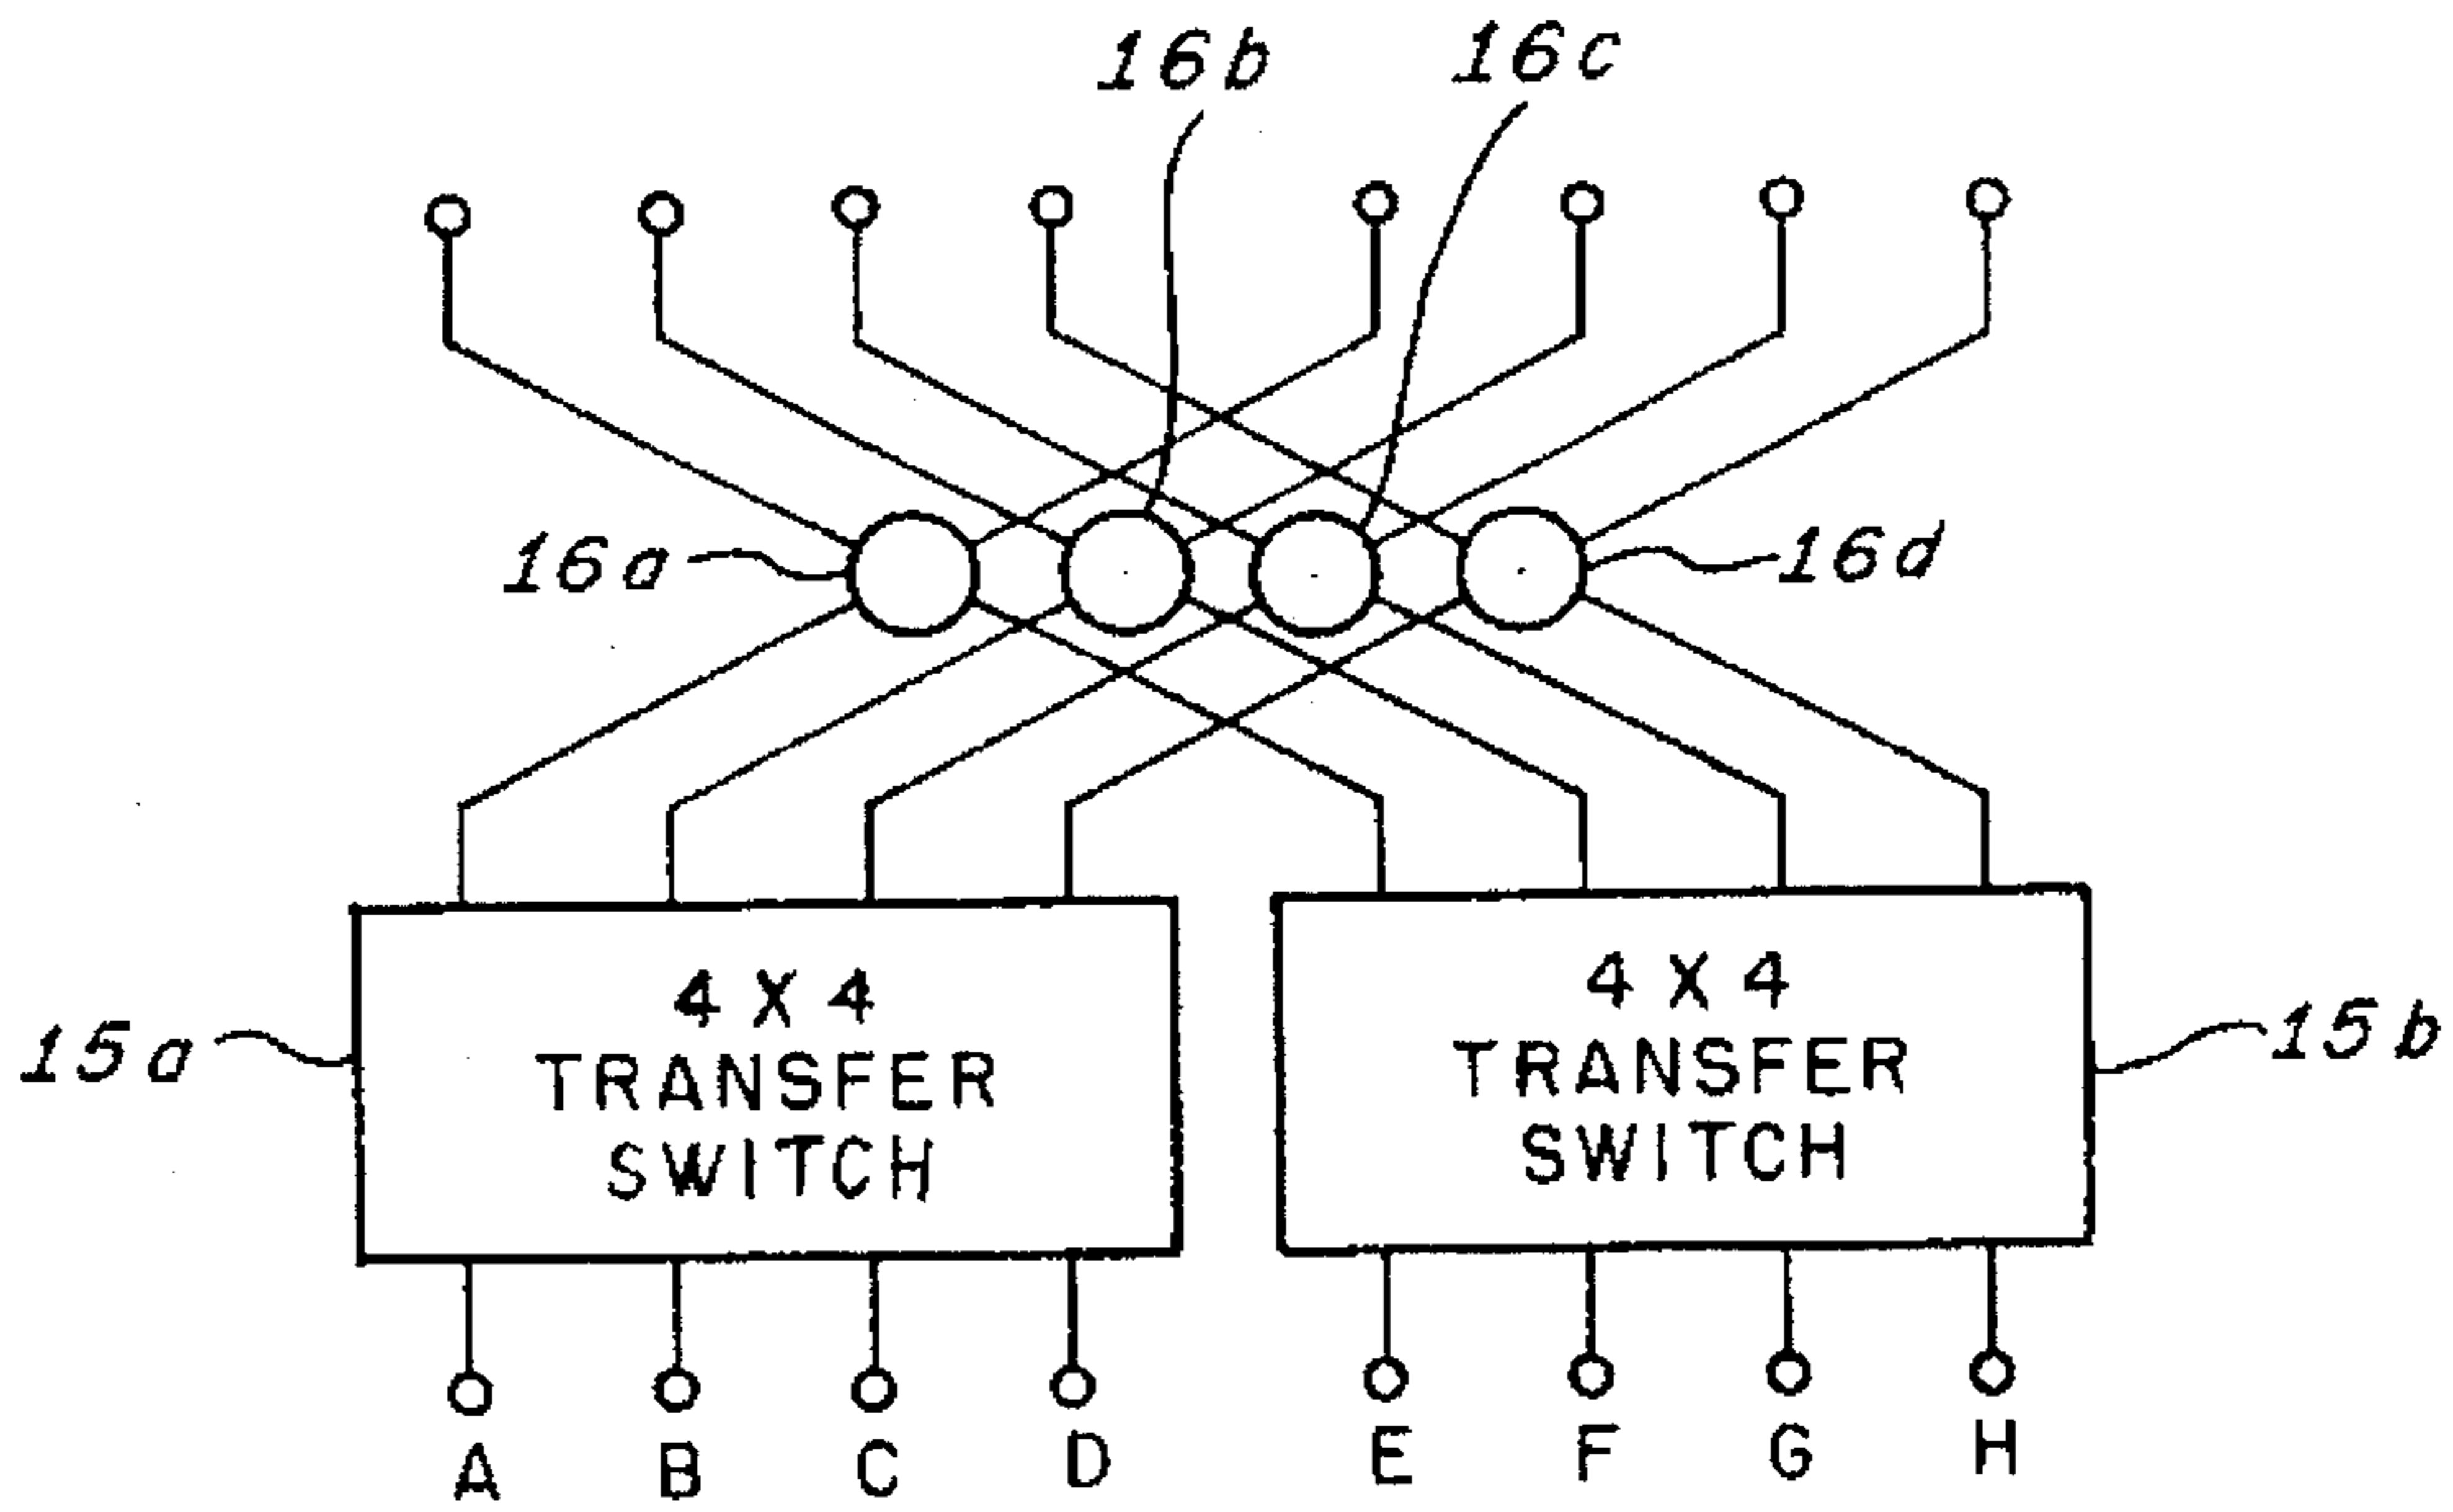 16b 16c
16a 16d
4 X 4
TRANSFER
SWITCH
4 X 4
TRANSFER
SWITCH
15a 15b
A B C D E F G H